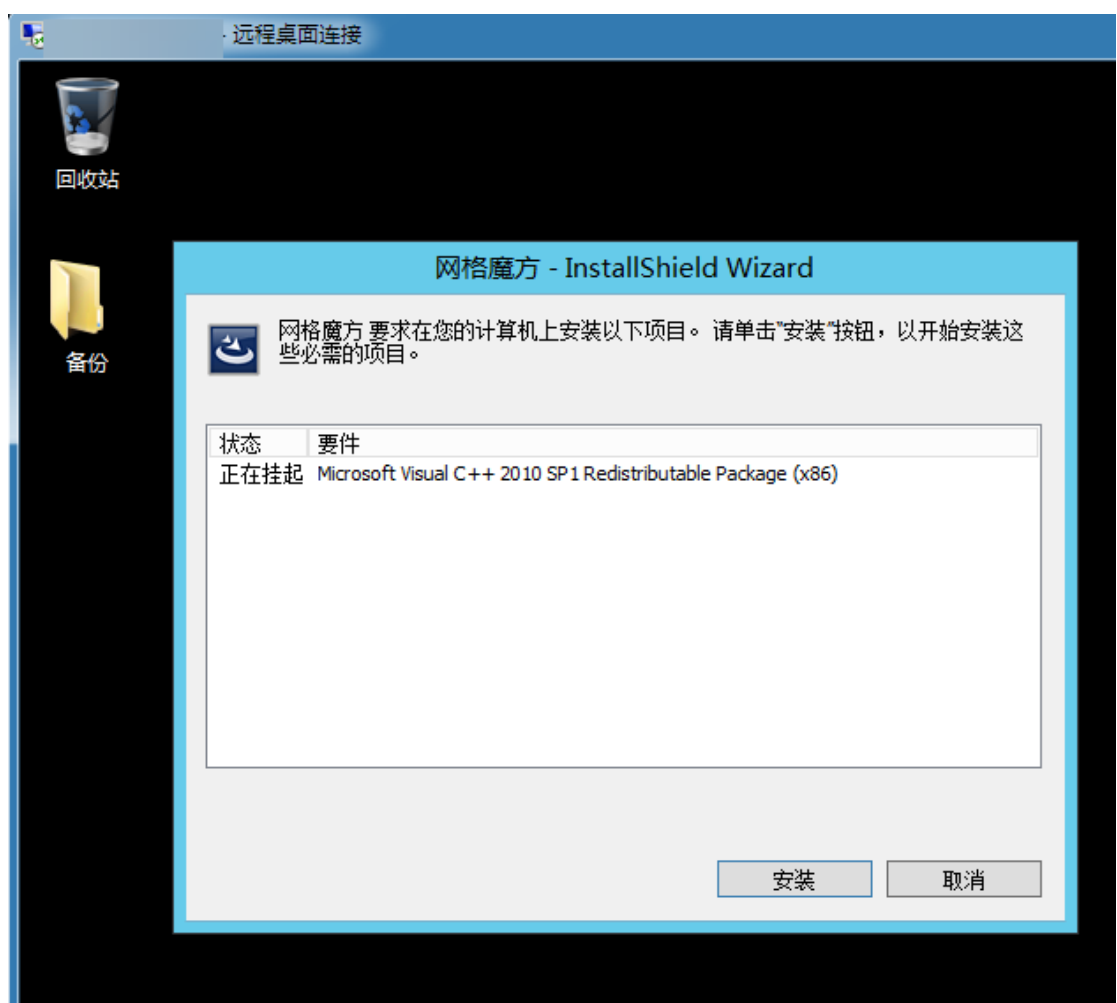 - 远程桌面连接
回收站
备份
网格魔方 - InstallShield Wizard
网格魔方 要求在您的计算机上安装以下项目。 请单击"安装"按钮，以开始安装这
些必需的项目。
状态 要件
正在挂起 Microsoft Visual C++ 2010 SP1 Redistributable Package (x86)
安装 取消